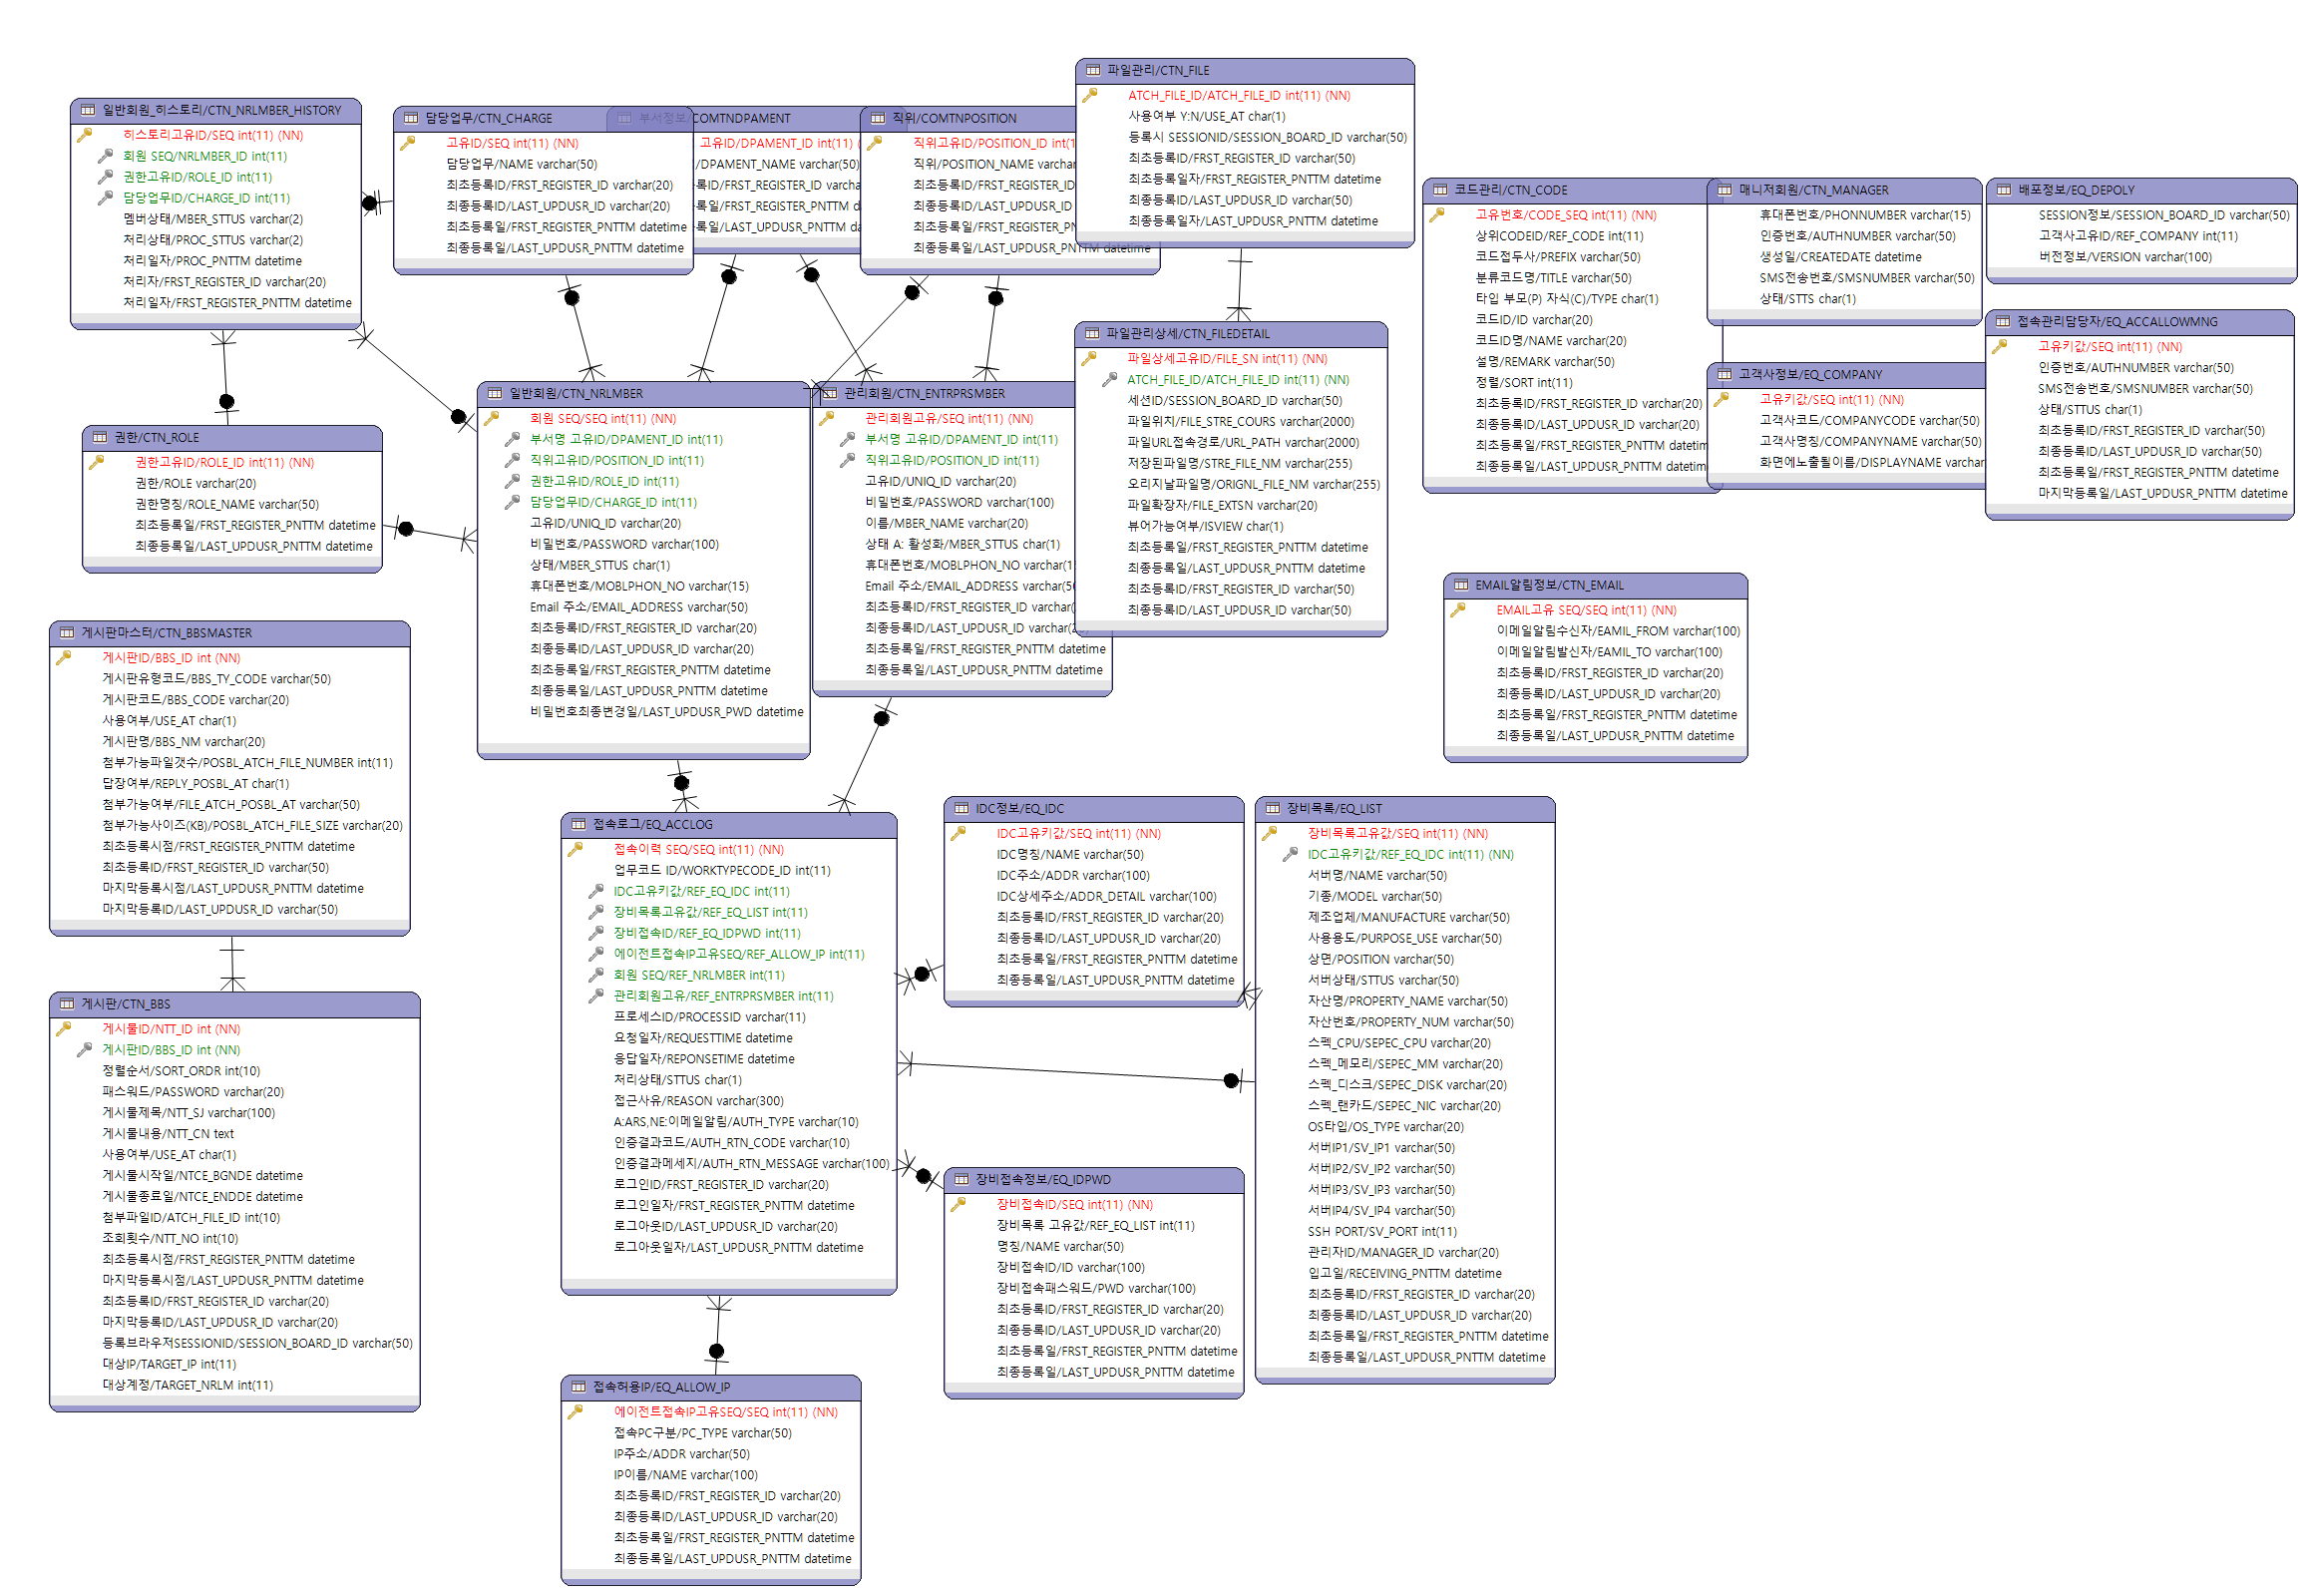 일반회원_히스토리/CTN_NRLMBER_HISTORY
히스토리고유ID/SEQ int(11) (NN)
회원 SEQ/NRLMBER_ID int(11)
권한고유ID/ROLE_ID int(11)
담당업무ID/CHARGE_ID int(11)
멤버상태/MBER_STTUS varchar(2)
처리상태/PROC_STTUS varchar(2)
처리일자/PROC_PNTTM datetime
처리자/FRST_REGISTER_ID varchar(20)
처리일자/FRST_REGISTER_PNTTM datetime
담당업무/CTN_CHARGE
고유ID/SEQ int(11) (NN)
담당업무/NAME varchar(50)
최초등록ID/FRST_REGISTER_ID varchar(20)
최종등록ID/LAST_UPDUSR_ID varchar(20)
최초등록일/FRST_REGISTER_PNTTM datetime
최종등록일/LAST_UPDUSR_PNTTM datetime
부서정보/COMTNDPAMENT
고유ID/DPAMENT_ID int(11)
/DPAMENT_NAME varchar(50)
록ID/FRST_REGISTER_ID varcha
록일/FRST_REGISTER_PNTTM d
록일/LAST_UPDUSR_PNTTM da
직위/COMTNPOSITION
직위고유ID/POSITION_ID int(1
직위/POSITION_NAME varchar
최초등록ID/FRST_REGISTER_ID
최종등록ID/LAST_UPDUSR_ID
최초등록일/FRST_REGISTER_PN
최종등록일/LAST_UPDUSR_PNTTM datetime
파일관리/CTN_FILE
ATCH_FILE_ID/ATCH_FILE_ID int(11) (NN)
사용여부 Y:N/USE_AT char(1)
등록시 SESSIONID/SESSION_BOARD_ID varchar(50)
최초등록ID/FRST_REGISTER_ID varchar(50)
최초등록일자/FRST_REGISTER_PNTTM datetime
최종등록ID/LAST_UPDUSR_ID varchar(50)
최종등록일자/LAST_UPDUSR_PNTTM datetime
코드관리/CTN_CODE
고유번호/CODE_SEQ int(11) (NN)
상위CODEID/REF_CODE int(11)
코드접두사/PREFIX varchar(50)
분류코드명/TITLE varchar(50)
타입 부모(P) 자식(C)/TYPE char(1)
코드ID/ID varchar(20)
코드ID명/NAME varchar(20)
설명/REMARK varchar(50)
정렬/SORT int(11)
최초등록ID/FRST_REGISTER_ID varchar(20)
최종등록ID/LAST_UPDUSR_ID varchar(20)
최초등록일/FRST_REGISTER_PNTTM datetim
최종등록일/LAST_UPDUSR_PNTTM datetim
매니저회원/CTN_MANAGER
휴대폰번호/PHONNUMBER varchar(15)
인증번호/AUTHNUMBER varchar(50)
생성일/CREATEDATE datetime
SMS전송번호/SMSNUMBER varchar(50)
상태/STTS char(1)
배포정보/EQ_DEPOLY
SESSION정보/SESSION_BOARD_ID varchar(50)
고객사고유ID/REF_COMPANY int(11)
버전정보/VERSION varchar(100)
고객사정보/EQ_COMPANY
고유키값/SEQ int(11) (NN)
고객사코드/COMPANYCODE varchar(50)
고객사명칭/COMPANYNAME varchar(50)
화면에노출될이름/DISPLAYNAME varchar
접속관리담당자/EQ_ACCALLOWMNG
고유키값/SEQ int(11) (NN)
인증번호/AUTHNUMBER varchar(50)
SMS전송번호/SMSNUMBER varchar(50)
상태/STTUS char(1)
최초등록ID/FRST_REGISTER_ID varchar(50)
최종등록ID/LAST_UPDUSR_ID varchar(50)
최초등록일/FRST_REGISTER_PNTTM datetime
마지막등록일/LAST_UPDUSR_PNTTM datetime
파일관리상세/CTN_FILEDETAIL
파일상세고유ID/FILE_SN int(11) (NN)
ATCH_FILE_ID/ATCH_FILE_ID int(11) (NN)
세션ID/SESSION_BOARD_ID varchar(50)
파일위치/FILE_STRE_COURS varchar(2000)
파일URL접속경로/URL_PATH varchar(2000)
저장된파일명/STRE_FILE_NM varchar(255)
오리지날파일명/ORIGNL_FILE_NM varchar(255)
파일확장자/FILE_EXTSN varchar(20)
뷰어가능여부/ISVIEW char(1)
최초등록일/FRST_REGISTER_PNTTM datetime
최종등록일/LAST_UPDUSR_PNTTM datetime
최초등록ID/FRST_REGISTER_ID varchar(50)
최종등록ID/LAST_UPDUSR_ID varchar(50)
일반회원/CTN_NRLMBER
회원 SEQ/SEQ int(11) (NN)
부서명 고유ID/DPAMENT_ID int(11)
직위고유ID/POSITION_ID int(11)
권한고유ID/ROLE_ID int(11)
담당업무ID/CHARGE_ID int(11)
고유ID/UNIQ_ID varchar(20)
비밀번호/PASSWORD varchar(100)
상태/MBER_STTUS char(1)
휴대폰번호/MOBLPHON_NO varchar(15)
Email 주소/EMAIL_ADDRESS varchar(50)
최초등록ID/FRST_REGISTER_ID varchar(20)
최종등록ID/LAST_UPDUSR_ID varchar(20)
최초등록일/FRST_REGISTER_PNTTM datetime
최종등록일/LAST_UPDUSR_PNTTM datetime
비밀번호최종변경일/LAST_UPDUSR_PWD datetime
관리회원/CTN_ENTRPRSMBER
관리회원고유/SEQ int(11) (NN)
부서명 고유ID/DPAMENT_ID int(11)
직위고유ID/POSITION_ID int(11)
고유ID/UNIQ_ID varchar(20)
비밀번호/PASSWORD varchar(100)
이름/MBER_NAME varchar(20)
상태 A: 활성화/MBER_STTUS char(1)
휴대폰번호/MOBLPHON_NO varchar(1
Email 주소/EMAIL_ADDRESS varchar(50
최초등록ID/FRST_REGISTER_ID varchar(
최종등록ID/LAST_UPDUSR_ID varchar(20)
최초등록일/FRST_REGISTER_PNTTM datetime
최종등록일/LAST_UPDUSR_PNTTM datetime
권한/CTN_ROLE
권한고유ID/ROLE_ID int(11) (NN)
권한/ROLE varchar(20)
권한명칭/ROLE_NAME varchar(50)
최초등록일/FRST_REGISTER_PNTTM datetime
최종등록일/LAST_UPDUSR_PNTTM datetime
EMAIL알림정보/CTN_EMAIL
EMAIL고유 SEQ/SEQ int(11) (NN)
이메일알림수신자/EAMIL_FROM varchar(100)
이메일알림발신자/EAMIL_TO varchar(100)
최초등록ID/FRST_REGISTER_ID varchar(20)
최종등록ID/LAST_UPDUSR_ID varchar(20)
최초등록일/FRST_REGISTER_PNTTM datetime
최종등록일/LAST_UPDUSR_PNTTM datetime
게시판마스터/CTN_BBSMASTER
게시판ID/BBS_ID int (NN)
게시판유형코드/BBS_TY_CODE varchar(50)
게시판코드/BBS_CODE varchar(20)
사용여부/USE_AT char(1)
게시판명/BBS_NM varchar(20)
첨부가능파일갯수/POSBL_ATCH_FILE_NUMBER int(11)
답장여부/REPLY_POSBL_AT char(1)
첨부가능여부/FILE_ATCH_POSBL_AT varchar(50)
첨부가능사이즈(KB)/POSBL_ATCH_FILE_SIZE varchar(20)
최초등록시점/FRST_REGISTER_PNTTM datetime
최초등록ID/FRST_REGISTER_ID varchar(50)
마지막등록시점/LAST_UPDUSR_PNTTM datetime
마지막등록ID/LAST_UPDUSR_ID varchar(50)
게시판/CTN_BBS
게시물ID/NTT_ID int (NN)
게시판ID/BBS_ID int (NN)
정렬순서/SORT_ORDR int(10)
패스워드/PASSWORD varchar(20)
게시물제목/NTT_SJ varchar(100)
게시물내용/NTT_CN text
사용여부/USE_AT char(1)
게시물시작일/NTCE_BGNDE datetime
게시물종료일/NTCE_ENDDE datetime
첨부파일ID/ATCH_FILE_ID int(10)
조회횟수/NTT_NO int(10)
최초등록시점/FRST_REGISTER_PNTTM datetime
마지막등록시점/LAST_UPDUSR_PNTTM datetime
최초등록ID/FRST_REGISTER_ID varchar(20)
마지막등록ID/LAST_UPDUSR_ID varchar(20)
등록브라우저SESSIONID/SESSION_BOARD_ID varchar(50)
대상IP/TARGET_IP int(11)
대상계정/TARGET_NRLM int(11)
접속로그/EQ_ACCLOG
접속이력 SEQ/SEQ int(11) (NN)
업무코드 ID/WORKTYPECODE_ID int(11)
IDC고유키값/REF_EQ_IDC int(11)
장비목록고유값/REF_EQ_LIST int(11)
장비접속ID/REF_EQ_IDPWD int(11)
에이전트접속IP고유SEQ/REF_ALLOW_IP int(11)
회원 SEQ/REF_NRLMBER int(11)
관리회원고유/REF_ENTRPRSMBER int(11)
프로세스ID/PROCESSID varchar(11)
요청일자/REQUESTTIME datetime
응답일자/REPONSETIME datetime
처리상태/STTUS char(1)
접근사유/REASON varchar(300)
A:ARS,NE:이메일알림/AUTH_TYPE varchar(10)
인증결과코드/AUTH_RTN_CODE varchar(10)
인증결과메세지/AUTH_RTN_MESSAGE varchar(100)
로그인ID/FRST_REGISTER_ID varchar(20)
로그인일자/FRST_REGISTER_PNTTM datetime
로그아웃ID/LAST_UPDUSR_ID varchar(20)
로그아웃일자/LAST_UPDUSR_PNTTM datetime
IDC정보/EQ_IDC
IDC고유키값/SEQ int(11) (NN)
IDC명칭/NAME varchar(50)
IDC주소/ADDR varchar(100)
IDC상세주소/ADDR_DETAIL varchar(100)
최초등록ID/FRST_REGISTER_ID varchar(20)
최종등록ID/LAST_UPDUSR_ID varchar(20)
최초등록일/FRST_REGISTER_PNTTM datetime
최종등록일/LAST_UPDUSR_PNTTM datetime
장비목록/EQ_LIST
장비목록고유값/SEQ int(11) (NN)
IDC고유키값/REF_EQ_IDC int(11) (NN)
서버명/NAME varchar(50)
기종/MODEL varchar(50)
제조업체/MANUFACTURE varchar(50)
사용용도/PURPOSE_USE varchar(50)
상면/POSITION varchar(50)
서버상태/STTUS varchar(50)
자산명/PROPERTY_NAME varchar(50)
자산번호/PROPERTY_NUM varchar(50)
스펙_CPU/SEPEC_CPU varchar(20)
스펙_메모리/SEPEC_MM varchar(20)
스펙_디스크/SEPEC_DISK varchar(20)
스펙_랜카드/SEPEC_NIC varchar(20)
OS타입/OS_TYPE varchar(20)
서버IP1/SV_IP1 varchar(50)
서버IP2/SV_IP2 varchar(50)
서버IP3/SV_IP3 varchar(50)
서버IP4/SV_IP4 varchar(50)
SSH PORT/SV_PORT int(11)
관리자ID/MANAGER_ID varchar(20)
입고일/RECEIVING_PNTTM datetime
최초등록ID/FRST_REGISTER_ID varchar(20)
최종등록ID/LAST_UPDUSR_ID varchar(20)
최초등록일/FRST_REGISTER_PNTTM datetime
최종등록일/LAST_UPDUSR_PNTTM datetime
장비접속정보/EQ_IDPWD
장비접속ID/SEQ int(11) (NN)
장비목록 고유값/REF_EQ_LIST int(11)
명칭/NAME varchar(50)
장비접속ID/ID varchar(100)
장비접속패스워드/PWD varchar(100)
최초등록ID/FRST_REGISTER_ID varchar(20)
최종등록ID/LAST_UPDUSR_ID varchar(20)
최초등록일/FRST_REGISTER_PNTTM datetime
최종등록일/LAST_UPDUSR_PNTTM datetime
접속허용IP/EQ_ALLOW_IP
에이전트접속IP고유SEQ/SEQ int(11) (NN)
접속PC구분/PC_TYPE varchar(50)
IP주소/ADDR varchar(50)
IP이름/NAME varchar(100)
최초등록ID/FRST_REGISTER_ID varchar(20)
최종등록ID/LAST_UPDUSR_ID varchar(20)
최초등록일/FRST_REGISTER_PNTTM datetime
최종등록일/LAST_UPDUSR_PNTTM datetime